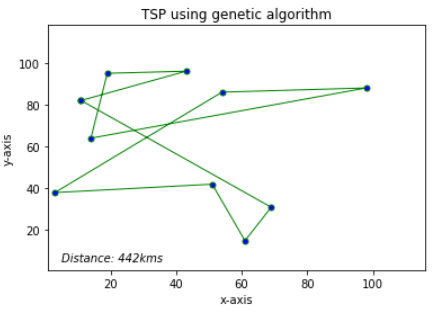 TSP using genetic algorithm
100
80
60
40
20
y-axis
Distance: 442kms
20 40 60 80 100
x-axis